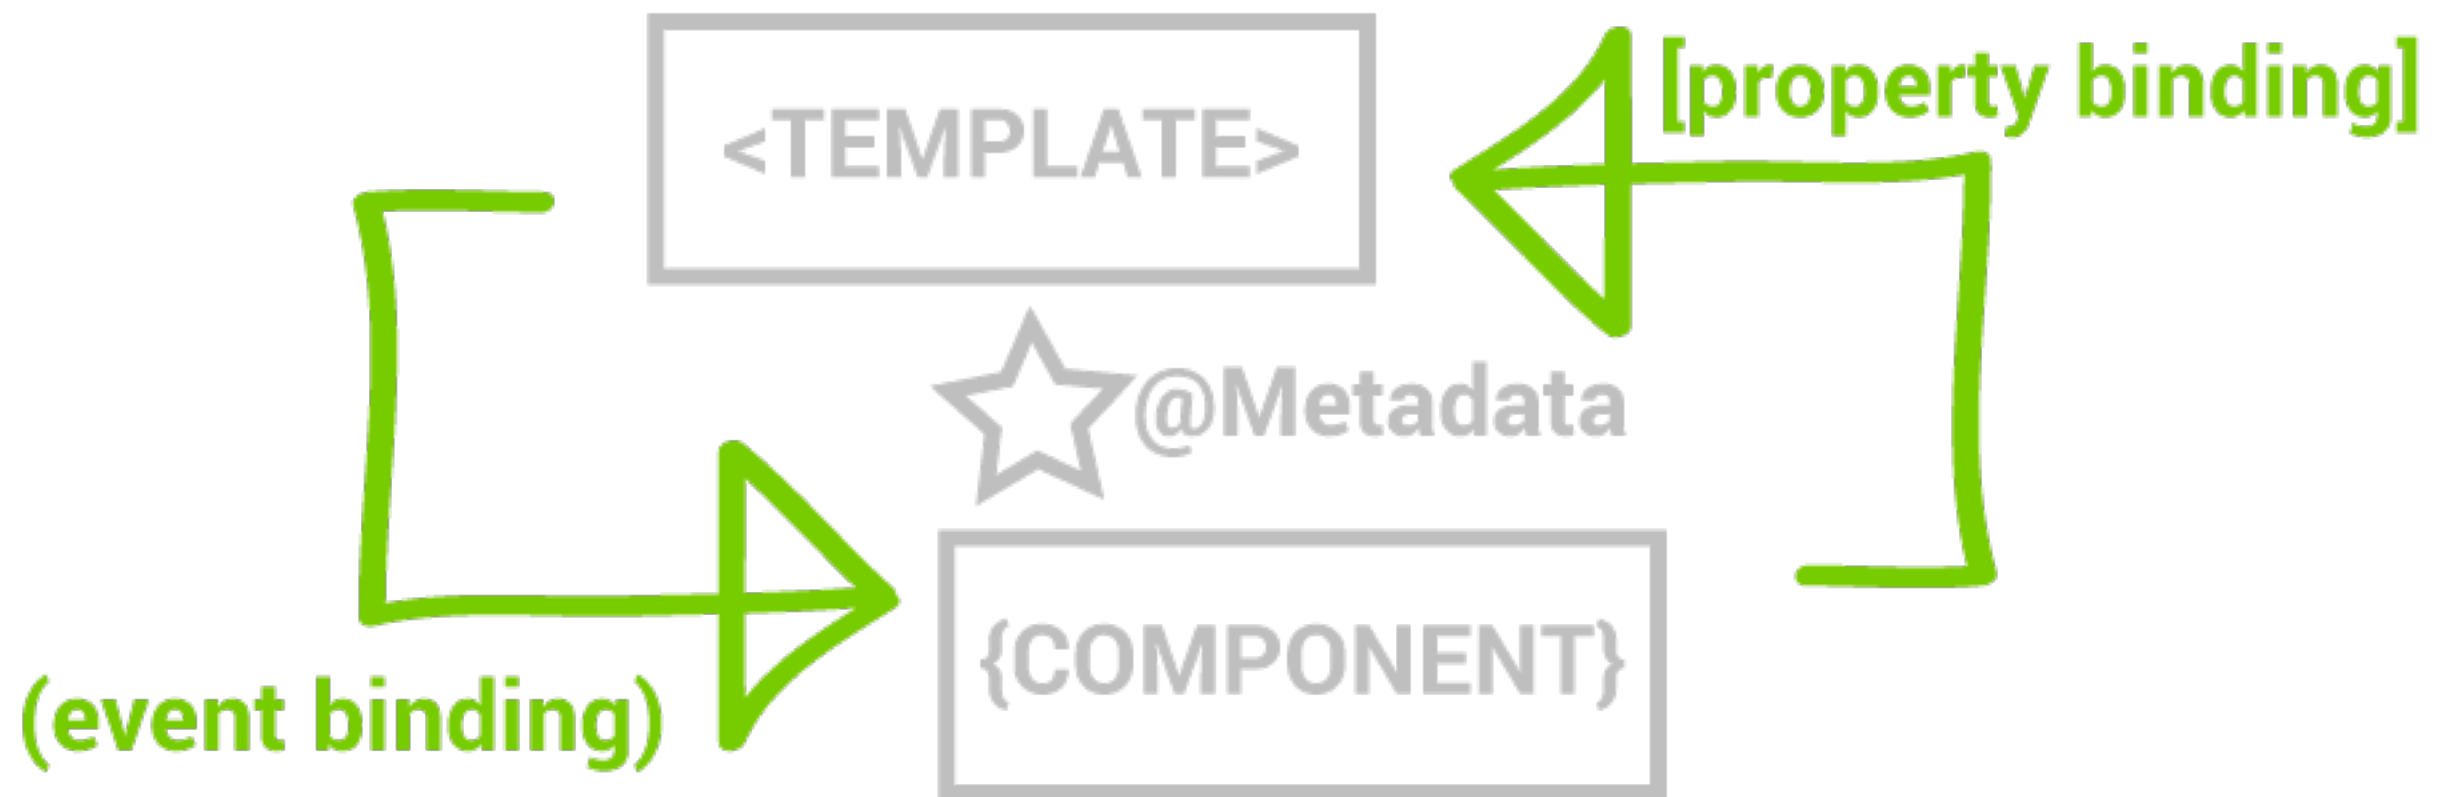 <TEMPLATE>
[property binding]
@Metadata
{COMPONENT}
(event binding)